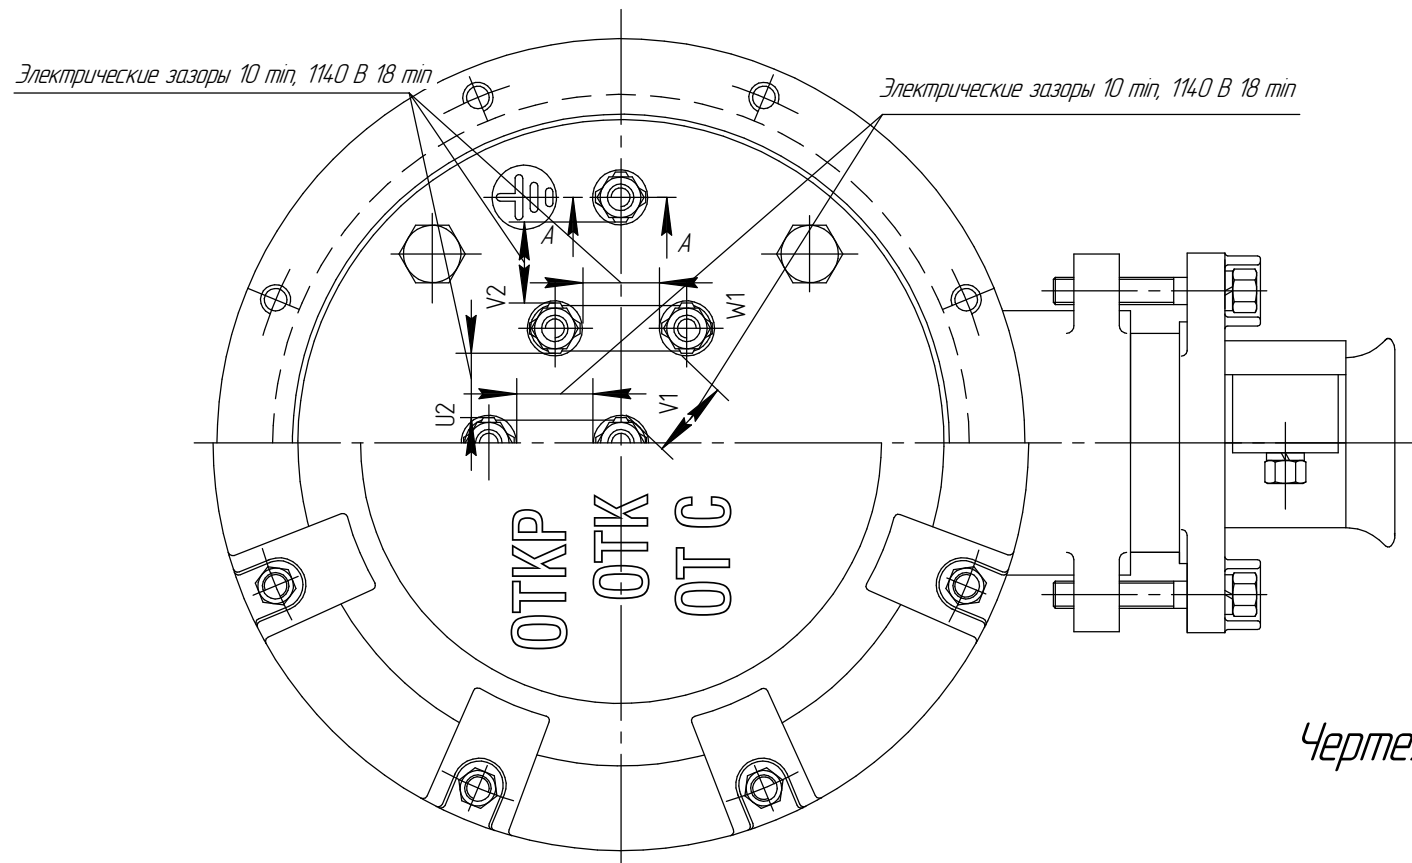 Электрические зазоры 10 min, 1140 В 18 min
Электрические зазоры 10 min, 1140 В 18 min
А
А
V2
W1
U2
V1
ОТКР
ОТК
ОТ С